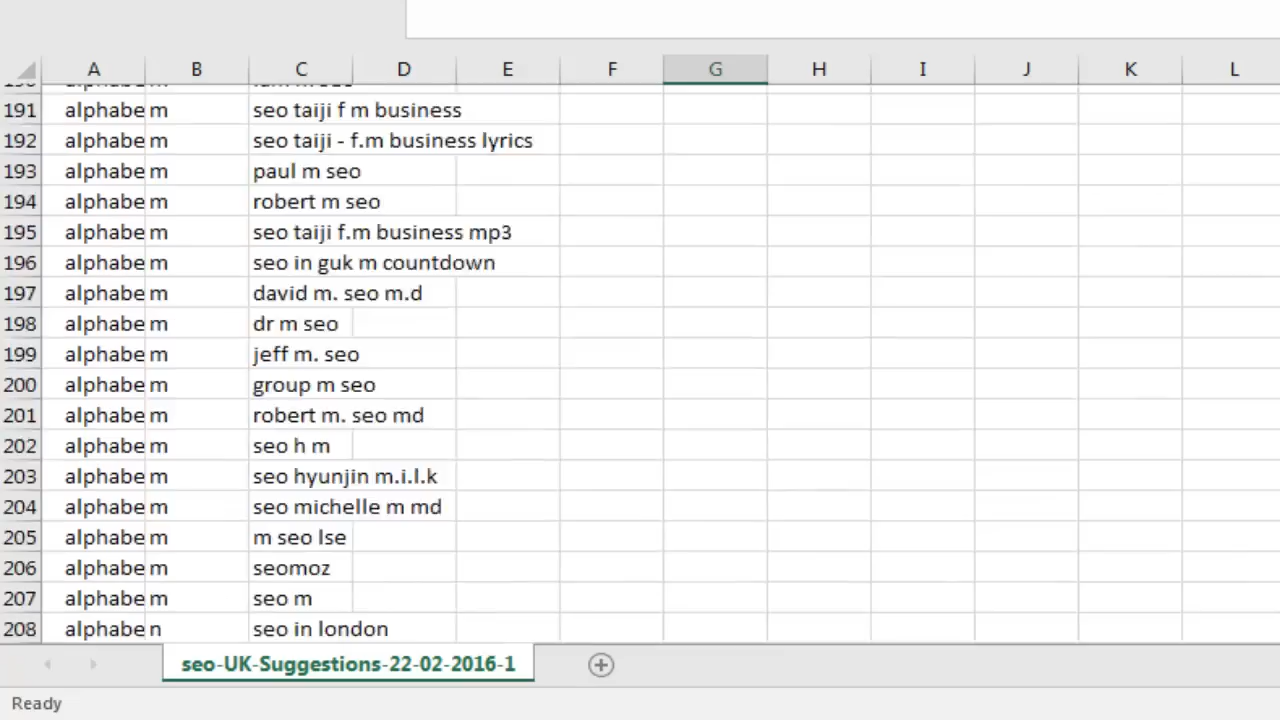 A B C D E F G H I J K L
191 alphabe m seo taiji f m business
192 alphabe m seo taiji - f.m business lyrics
193 alphabe m paul m seo
194 alphabe m robert m seo
195 alphabe m seo taiji f.m business mp3
196 alphabe m seo in guk m countdown
197 alphabe m david m. seo m.d
198 alphabe m dr m seo
199 alphabe m jeff m. seo
200 alphabe m group m seo
201 alphabe m robert m. seo md
202 alphabe m seo h m
203 alphabe m seo hyunjin m.i.l.k
204 alphabe m seo michelle m md
205 alphabe m m seo lse
206 alphabe m seomoz
207 alphabe m seo m
208 alphabe n seo in london
seo-UK-Suggestions-22-02-2016-1
Ready